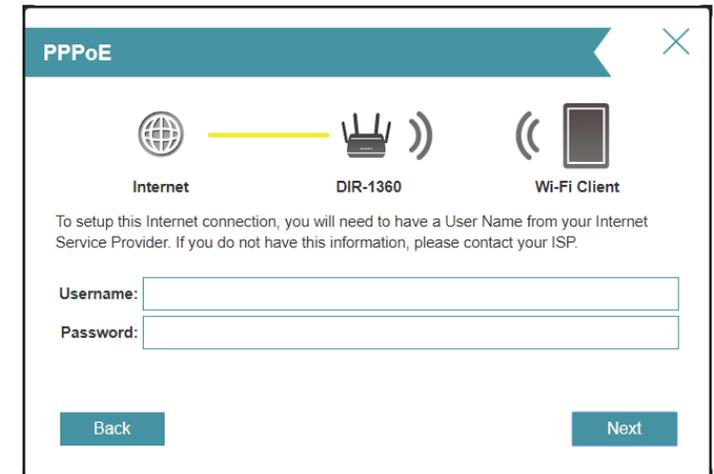 PPPoE
Internet
DIR-1360
Wi-Fi Client
To setup this Internet connection, you will need to have a User Name from your Internet
Service Provider. If you do not have this information, please contact your ISP.
Username:
Password:
Back
Next